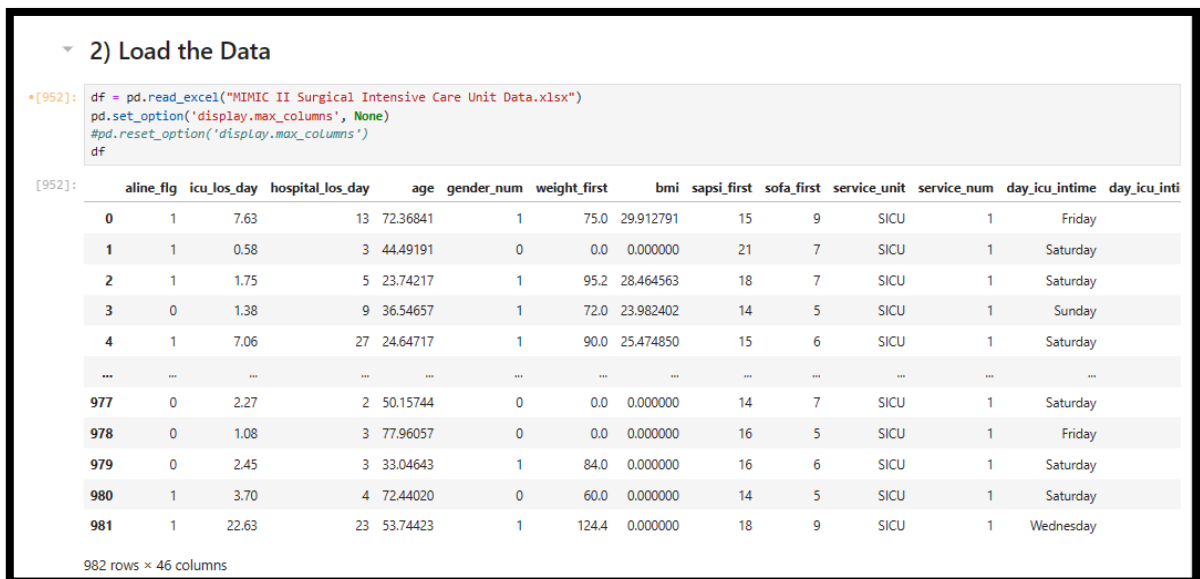 2) Load the Data
[952]: df = pd.read_excel("MIMIC II Surgical Intensive Care Unit Data.xlsx")
pd.set_option('display.max_columns', None)
#pd.reset_option('display.max_columns')
df
[952]: aline_flg icu_los_day hospital_los_day age gender_num weight_first bmi sapsi_first sofa_first service_unit service_num day_icu_intime day_icu_inti
0 1 7.63 13 72.36841 1 75.0 29.912791 15 9 SICU 1 Friday
1 1 0.58 3 44.49191 0 0.0 0.000000 21 7 SICU 1 Saturday
2 1 1.75 5 23.74217 1 95.2 28.464563 18 7 SICU 1 Saturday
3 0 1.38 9 36.54657 1 72.0 23.982402 14 5 SICU 1 Sunday
4 1 7.06 27 24.64717 1 90.0 25.474850 15 6 SICU 1 Saturday
... ... ... ... ... ... ... ... ... ... ... ... ...
977 0 2.27 2 50.15744 0 0.0 0.000000 14 7 SICU 1 Saturday
978 0 1.08 3 77.96057 0 0.0 0.000000 16 5 SICU 1 Friday
979 0 2.45 3 33.04643 1 84.0 0.000000 16 6 SICU 1 Saturday
980 1 3.70 4 72.44020 0 60.0 0.000000 14 5 SICU 1 Saturday
981 1 22.63 23 53.74423 1 124.4 0.000000 18 9 SICU 1 Wednesday
982 rows × 46 columns